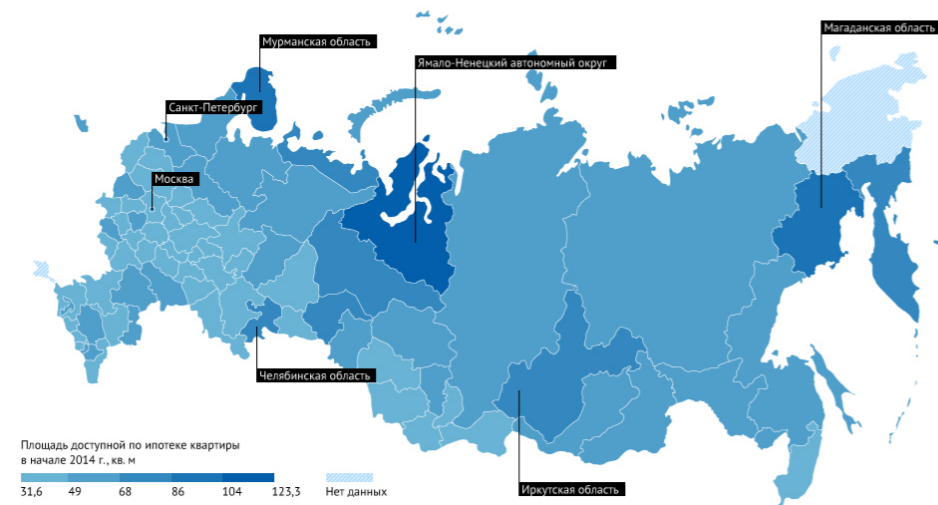 Магаданская область
Мурманская область
Ямало-Ненецкий автономный округ
Санкт-Петербург
Москва
Челябинская область
Иркутская область
Площадь доступной по ипотеке квартиры
в начале 2014 г., кв. м
31,6 49 68 86 104 123,3 Нет данных